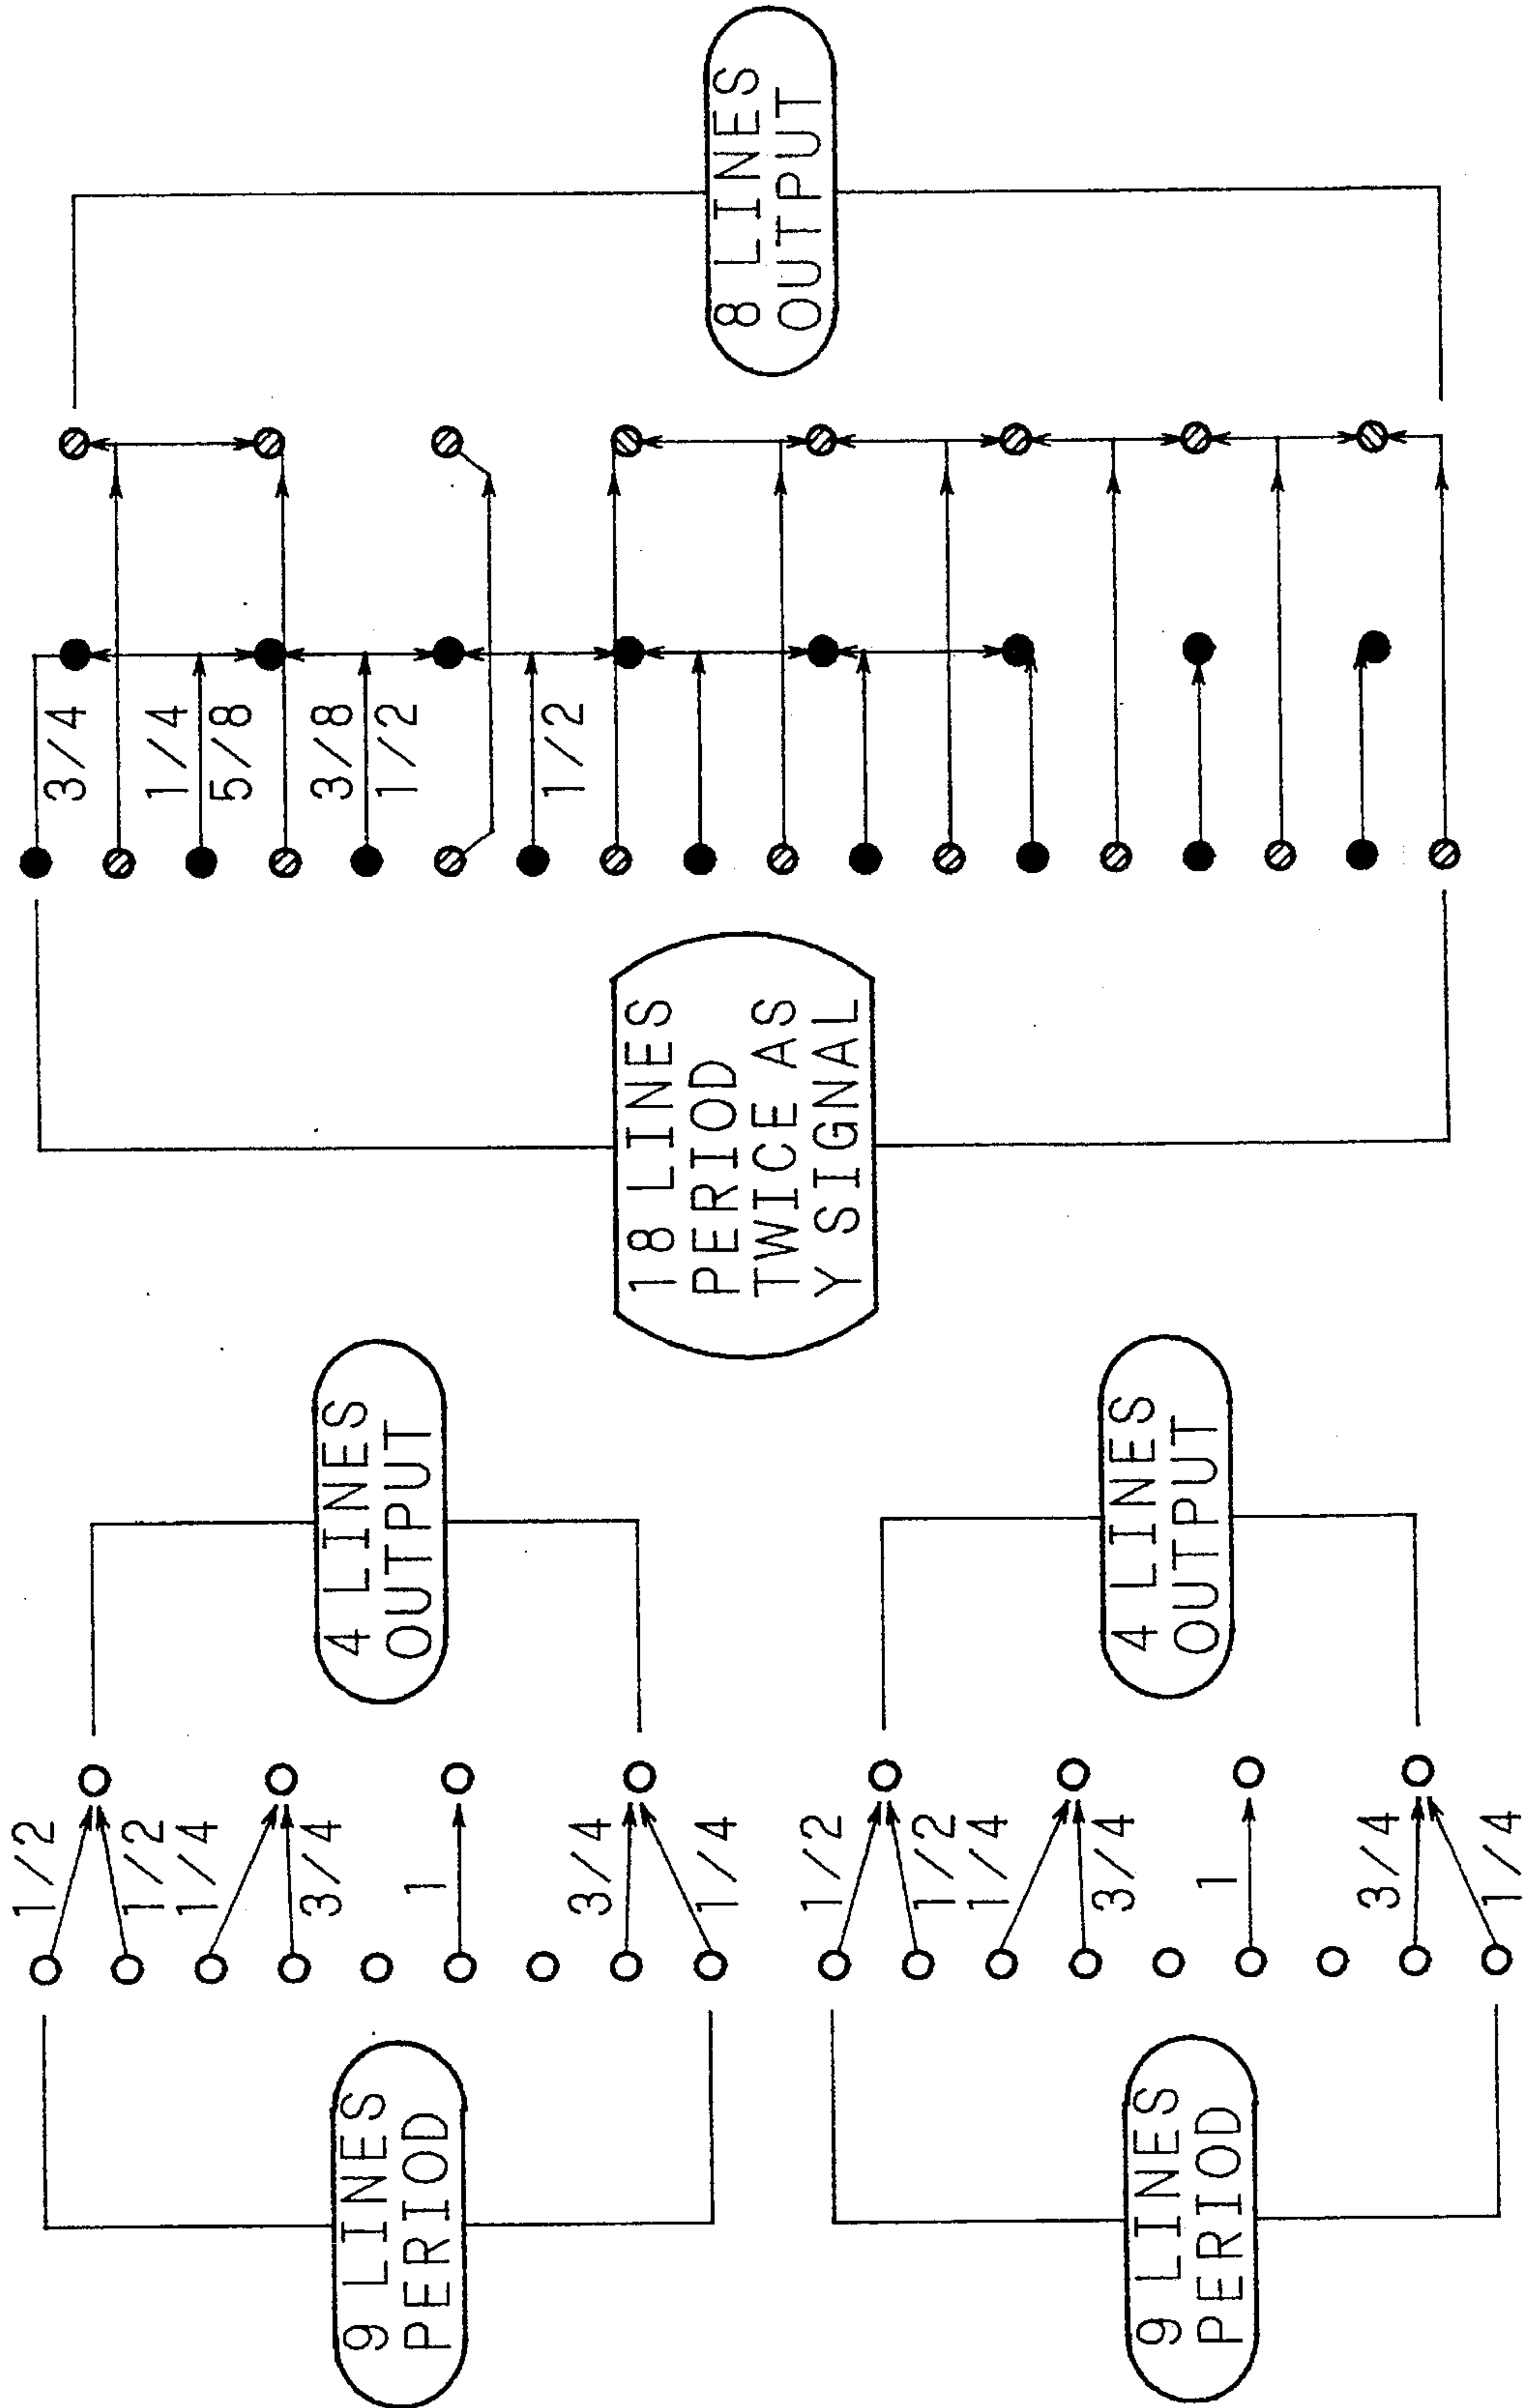 9 LINES
PERIOD
1/2
1/2
1/4
3/4
1
3/4
1/4
4 LINES
OUTPUT
9 LINES
PERIOD
1/2
1/2
1/4
3/4
1
3/4
1/4
4 LINES
OUTPUT
18 LINES
PERIOD
TWICE AS
Y SIGNAL
3/4
1/4
5/8
3/8
1/2
1/2
8 LINES
OUTPUT